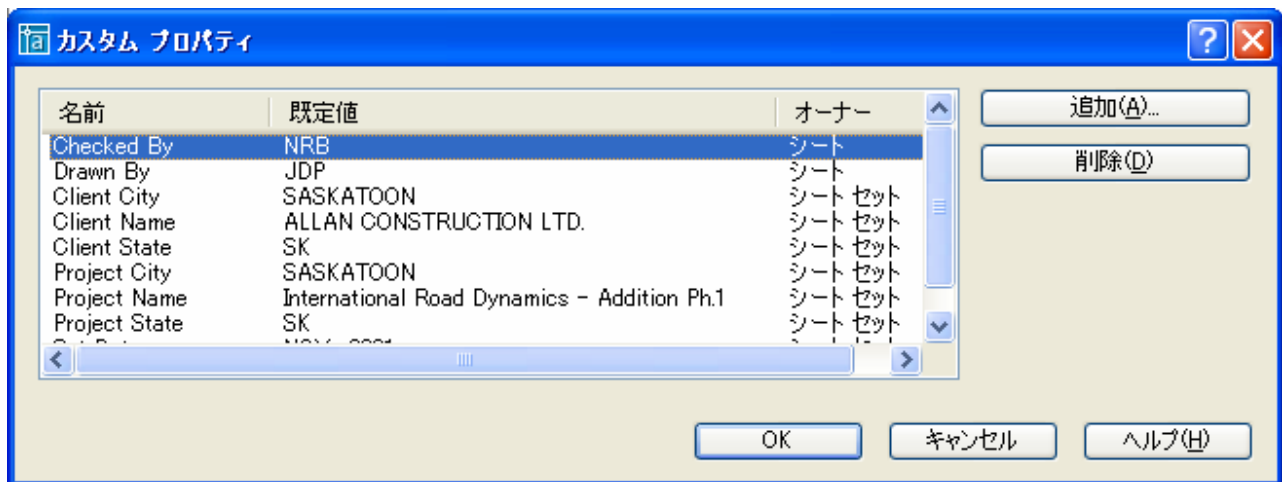 カスタム プロパティ
名前 既定値 オーナー
追加(A)...
Checked By NRB シート
Drawn By JDP シート
削除(D)
Client City SASKATOON シート セット
Client Name ALLAN CONSTRUCTION LTD. シート セット
Client State SK シート セット
Project City SASKATOON シート セット
Project Name International Road Dynamics - Addition Ph.1 シート セット
Project State SK シート セット
OK キャンセル ヘルプ(H)